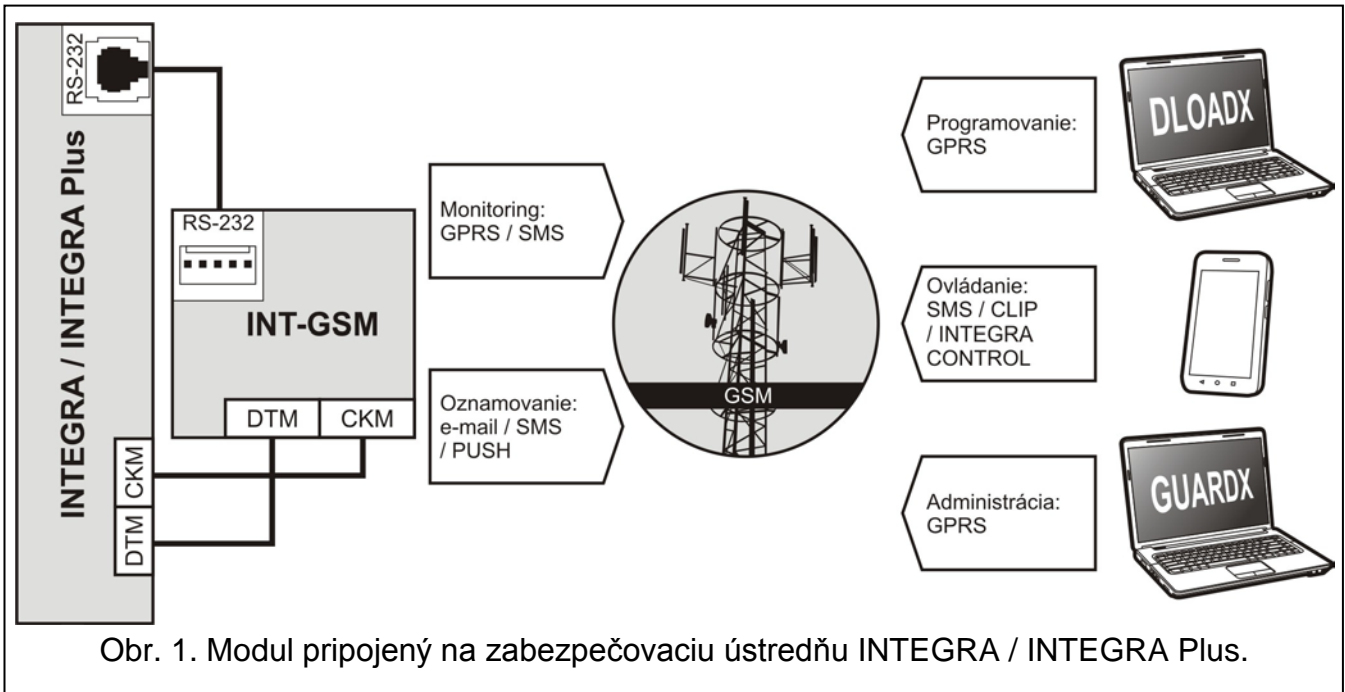 RS-232
INTEGRA / INTEGRA Plus
CKM
DTM
RS-232
INT-GSM
DTM
CKM
Monitoring:
GPRS / SMS
Oznamovanie:
e-mail / SMS
/ PUSH
GSM
Programovanie:
GPRS
Ovládanie:
SMS / CLIP
/ INTEGRA
CONTROL
Administrácia:
GPRS
DLOADX
GUARDX
Obr. 1. Modul pripojený na zabezpečovaciu ústredňu INTEGRA / INTEGRA Plus.